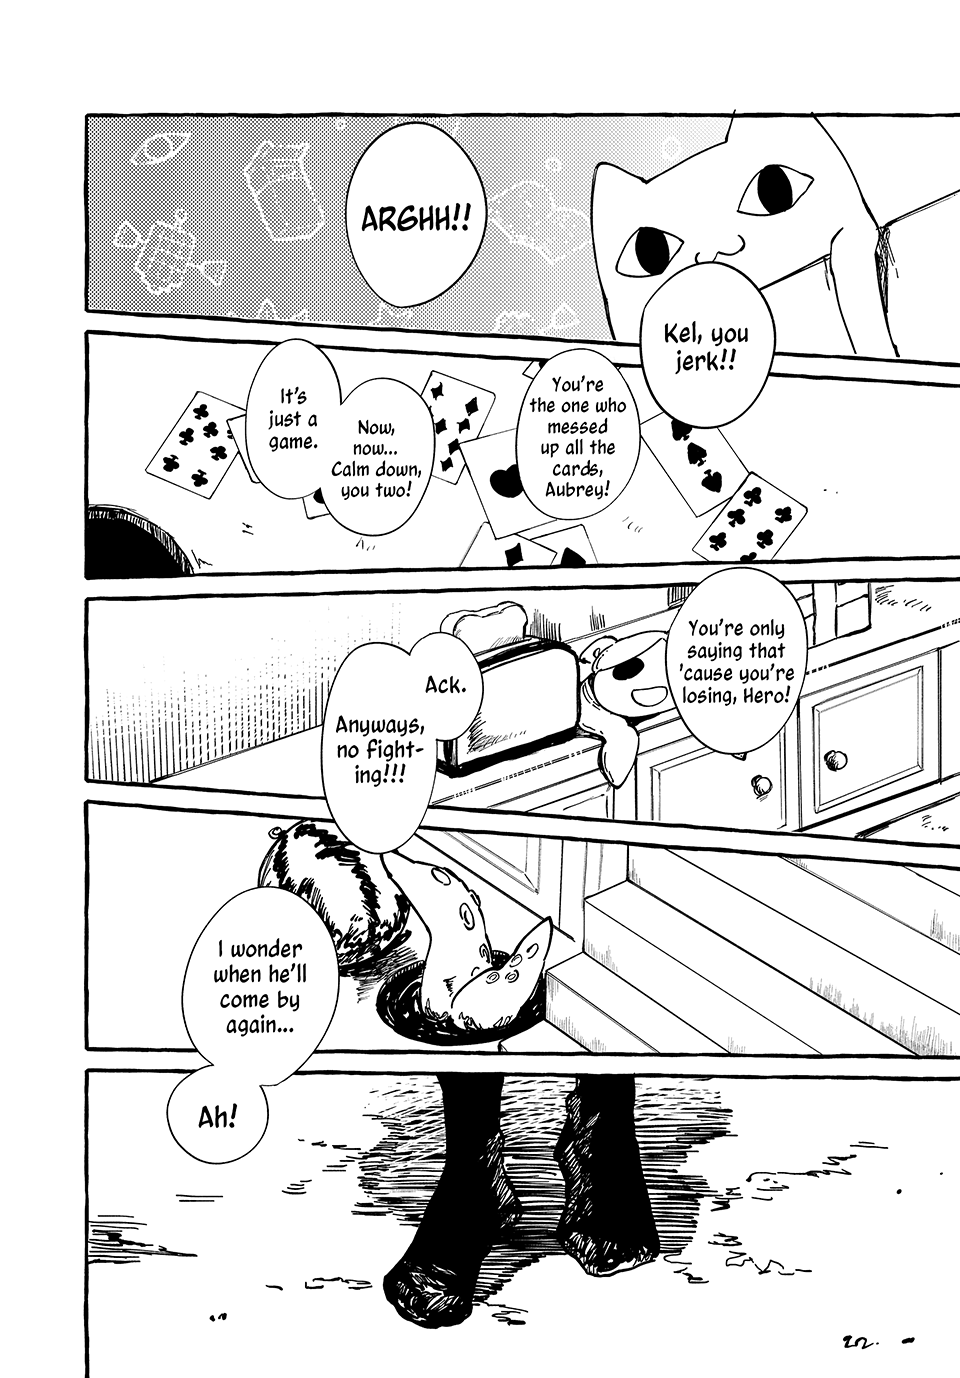 ARGHH!!
Kel, you
jerk!!
You're
the one who
messed
up all the
cards,
Aubrey!
Now,
now...
Calm down,
you two!
It's
just a
game.
You're only
saying that
'cause you're
losing, Hero!
Ack.
Anyways,
no fight-
ing!!!
I wonder
when he'll
come by
again...
Ah!